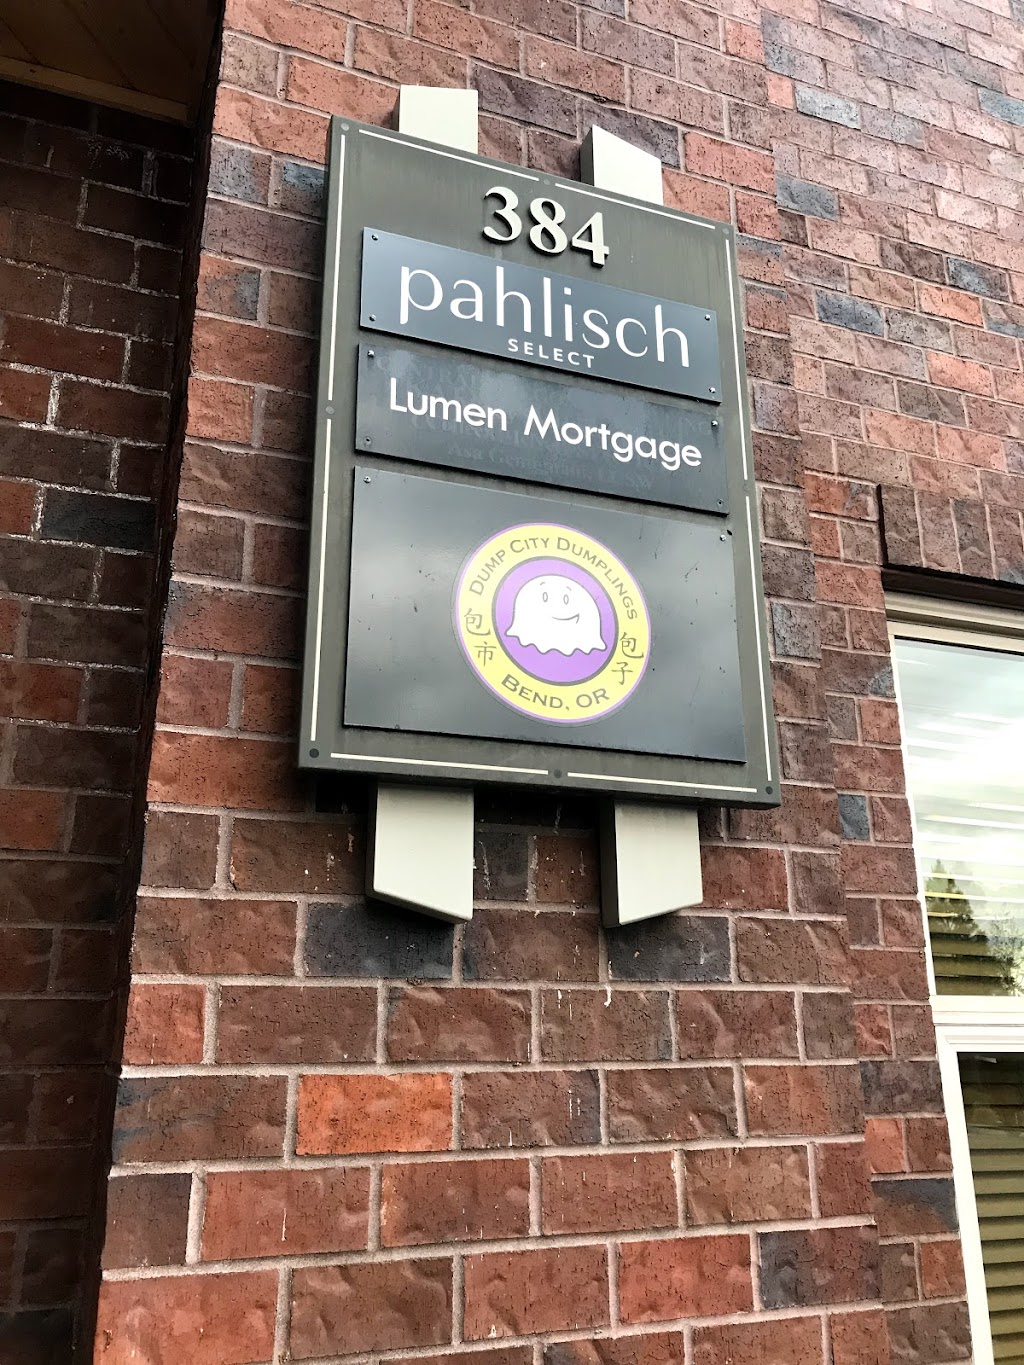 384
pahlisch
SELECT
Lumen Mortgage
DUMP CITY DUMPLINGS
包市
包子
BEND, OR